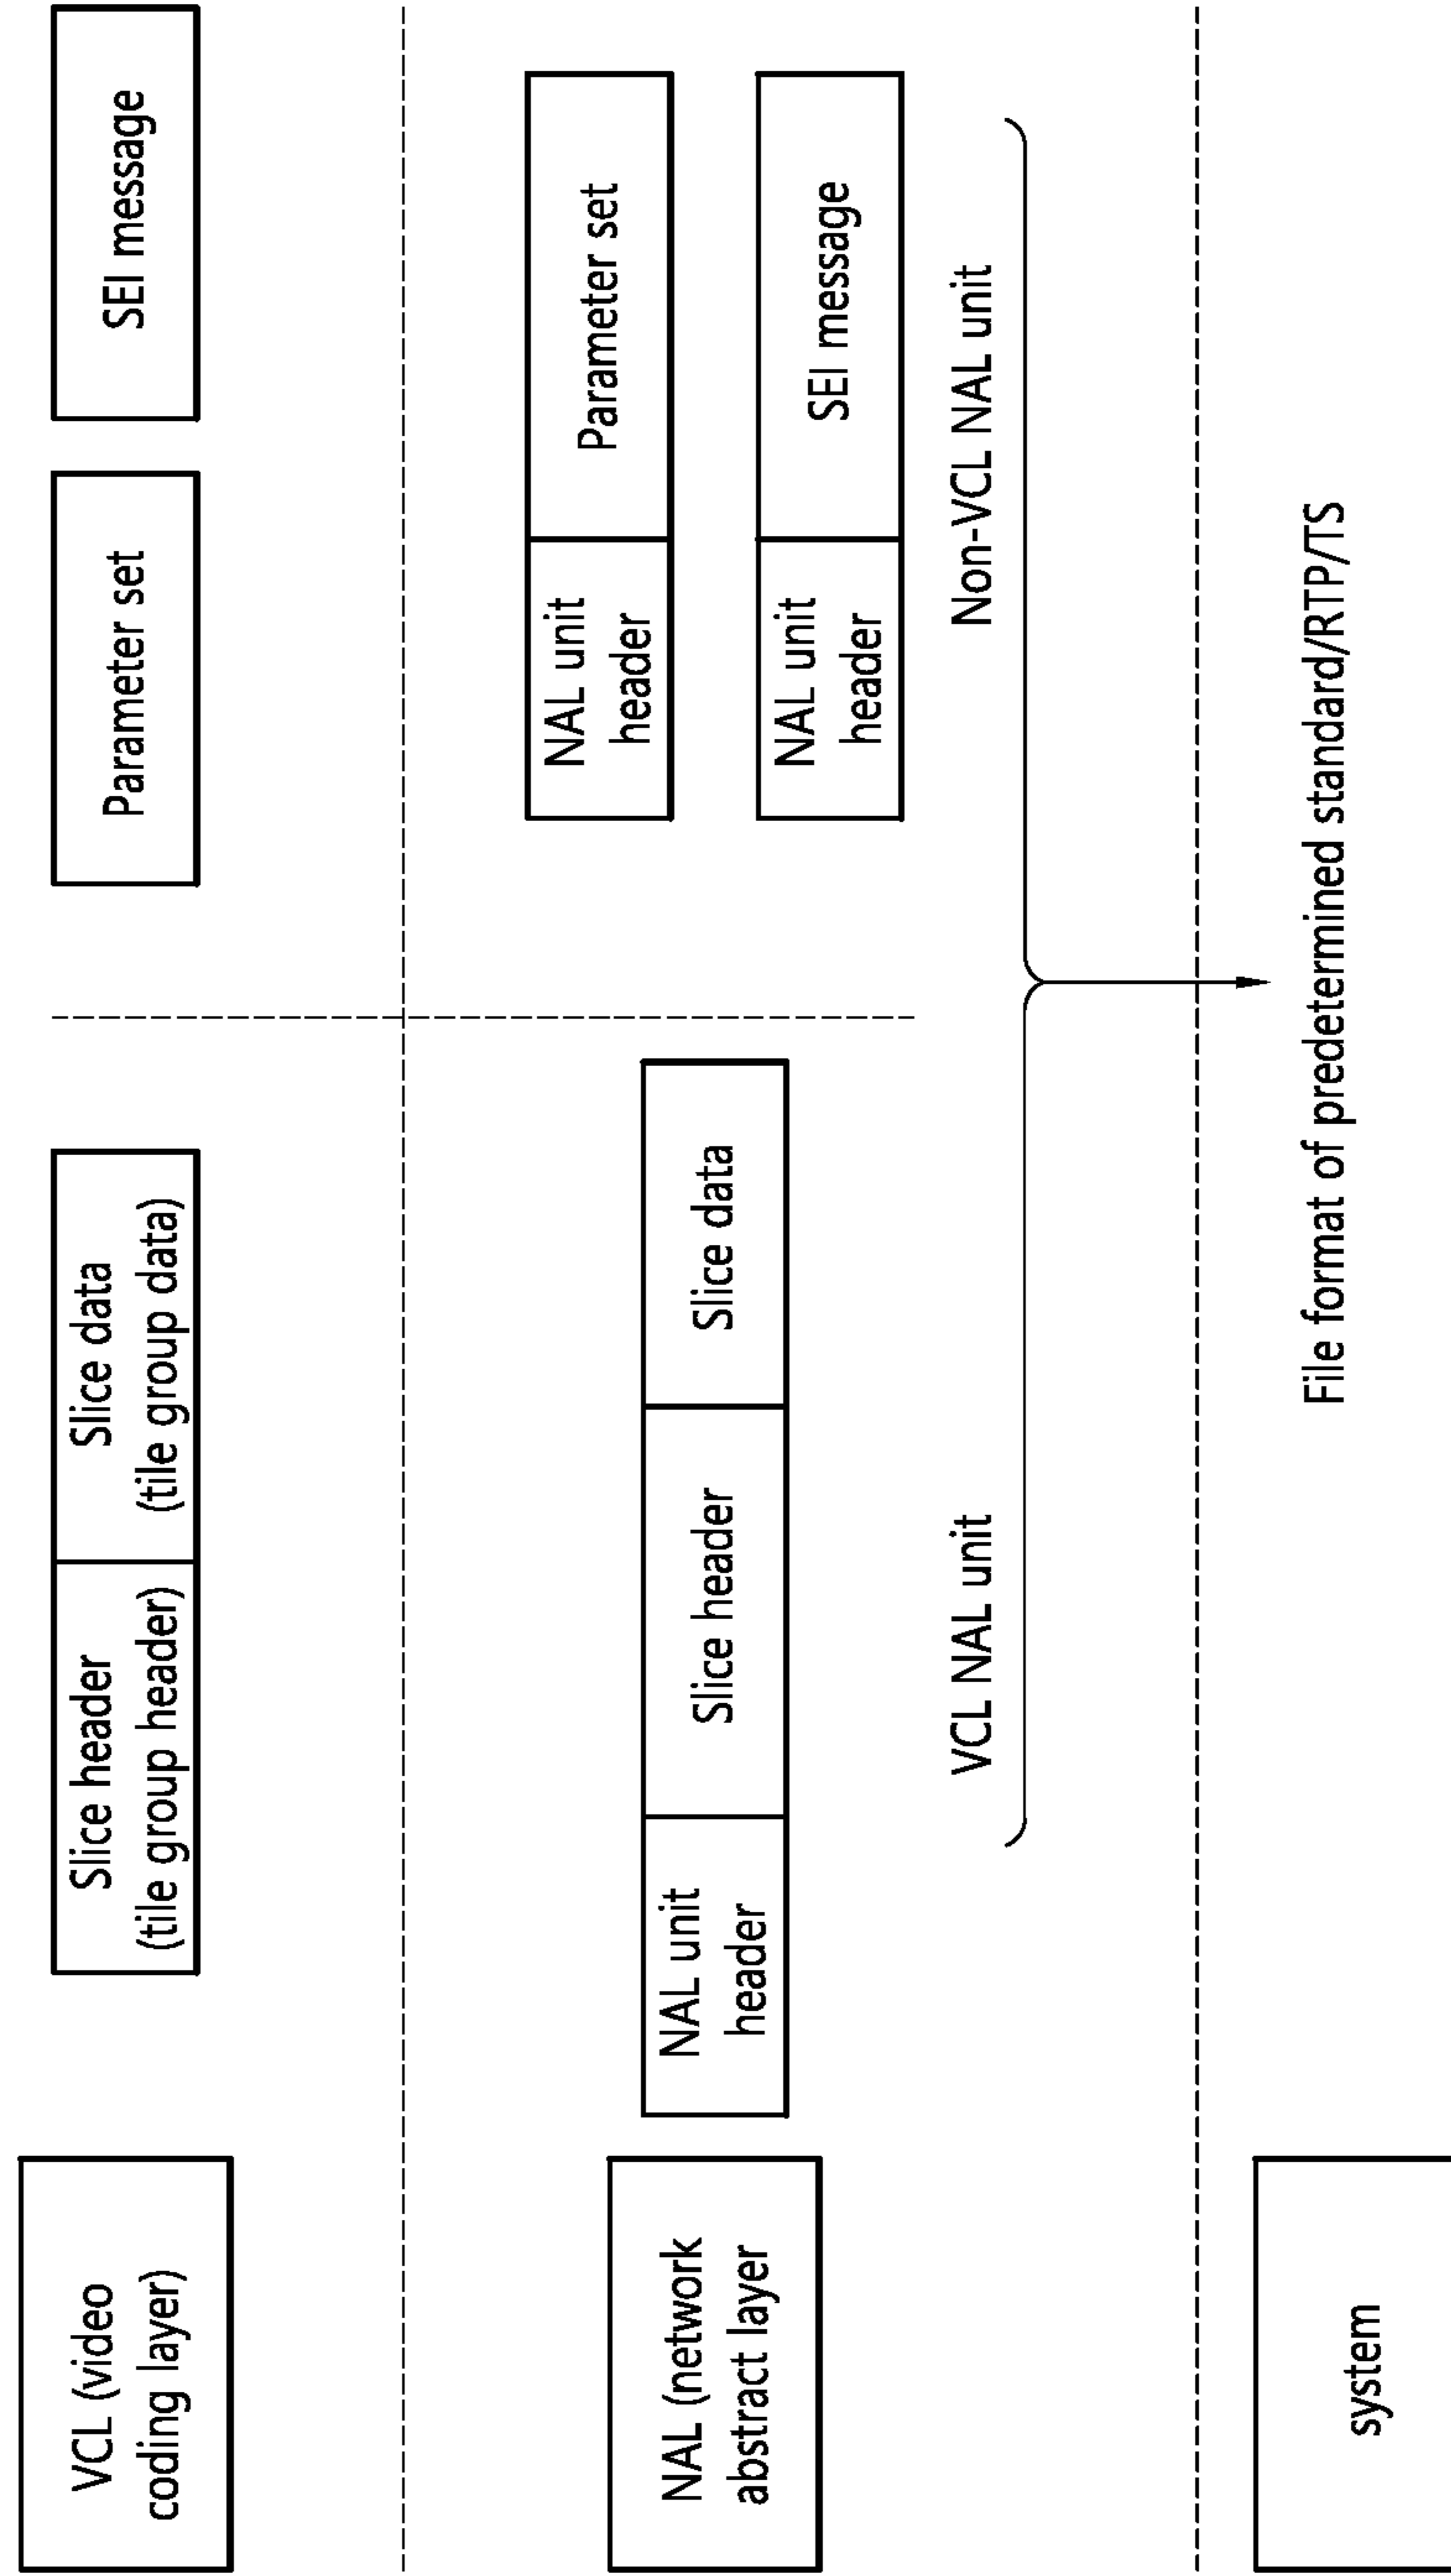 VCL (video
coding layer)
Slice header
(tile group header)
Slice data
(tile group data)
Parameter set
SEI message
NAL (network
abstract layer
NAL unit
header
Slice header
Slice data
NAL unit
header
Parameter set
NAL unit
header
SEI message
VCL NAL unit
Non-VCL NAL unit
system
File format of predetermined standard/RTP/TS